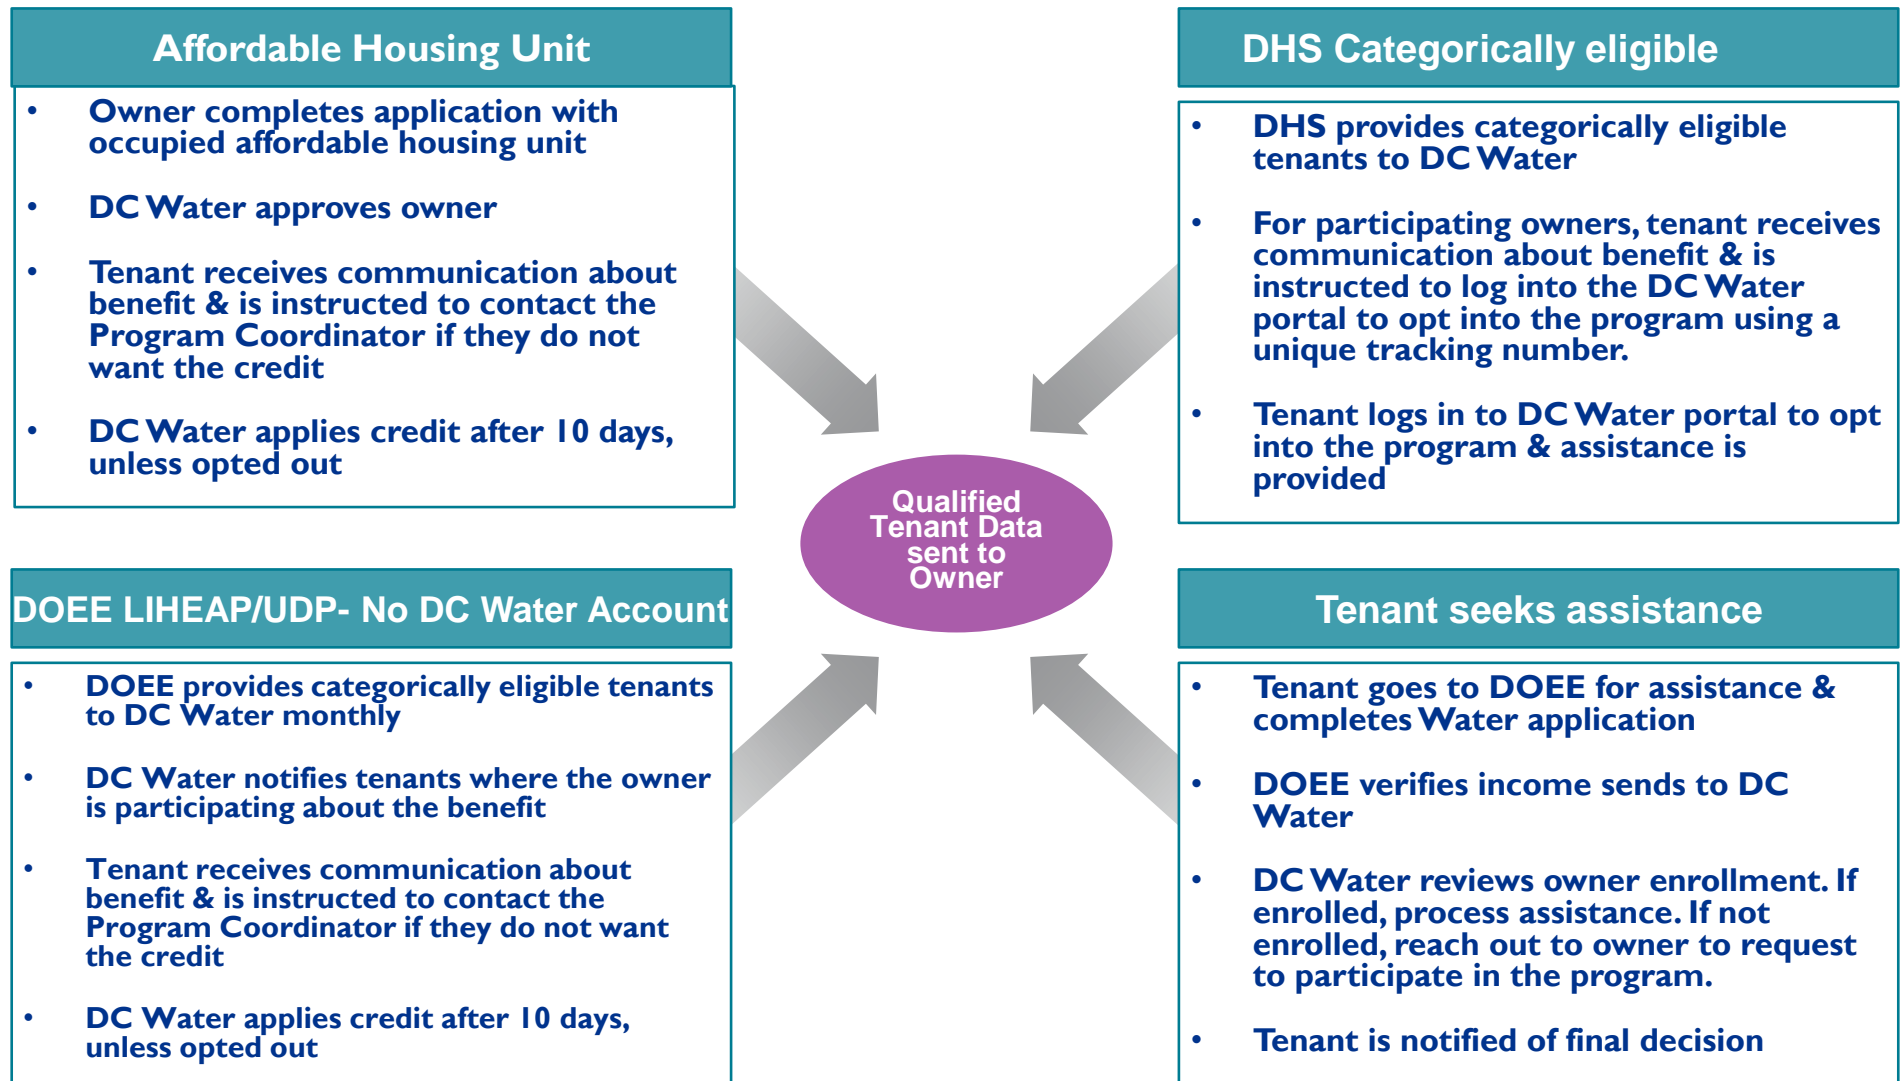 Affordable Housing Unit
• Owner completes application with
occupied affordable housing unit
• DC Water approves owner
• Tenant receives communication about
benefit & is instructed to contact the
Program Coordinator if they do not
want the credit
• DC Water applies credit after 10 days,
unless opted out
DHS Categorically eligible
• DHS provides categorically eligible
tenants to DC Water
• For participating owners, tenant receives
communication about benefit & is
instructed to log into the DC Water
portal to opt into the program using a
unique tracking number.
• Tenant logs in to DC Water portal to opt
into the program & assistance is
provided
Qualified
Tenant Data
sent to
Owner
DOEE LIHEAP/UDP- No DC Water Account
• DOEE provides categorically eligible tenants
to DC Water monthly
• DC Water notifies tenants where the owner
is participating about the benefit
• Tenant receives communication about
benefit & is instructed to contact the
Program Coordinator if they do not want
the credit
• DC Water applies credit after 10 days,
unless opted out
Tenant seeks assistance
• Tenant goes to DOEE for assistance &
completes Water application
• DOEE verifies income sends to DC
Water
• DC Water reviews owner enrollment. If
enrolled, process assistance. If not
enrolled, reach out to owner to request
to participate in the program.
• Tenant is notified of final decision